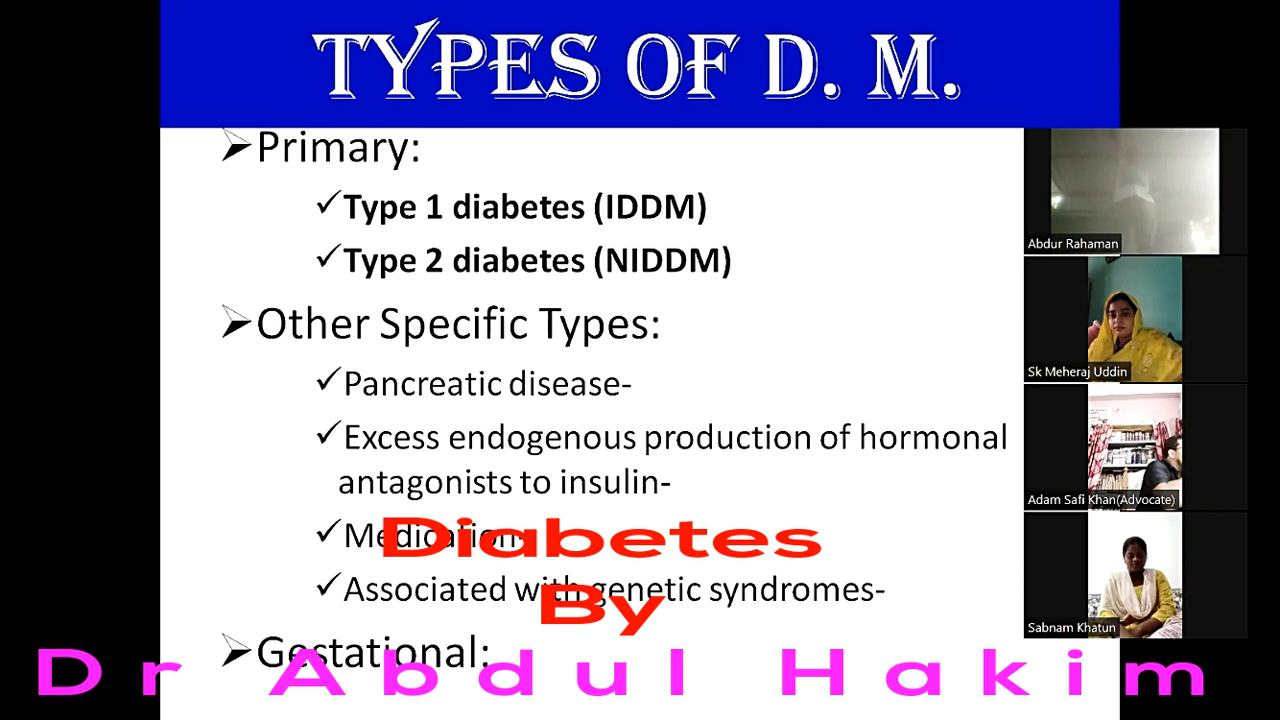 TYPES OF D. M.
Primary:
Type 1 diabetes (IDDM)
Type 2 diabetes (NIDDM)
Other Specific Types:
Pancreatic disease-
Excess endogenous production of hormonal
antagonists to insulin-
Medication-
Associated with genetic syndromes-
Gestational:
Diabetes
By
Dr Abdul Hakim
Abdur Rahaman
Sk Meheraj Uddin
Adam Safi Khan(Advocate)
Sabnam Khatun